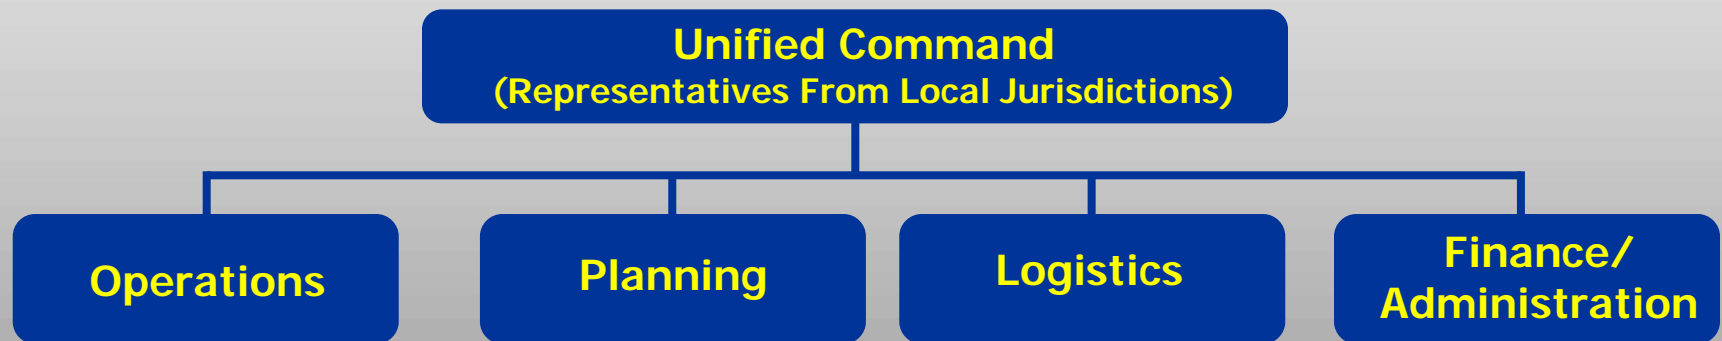 Unified Command
(Representatives From Local Jurisdictions)
Operations
Planning
Logistics
Finance/
Administration